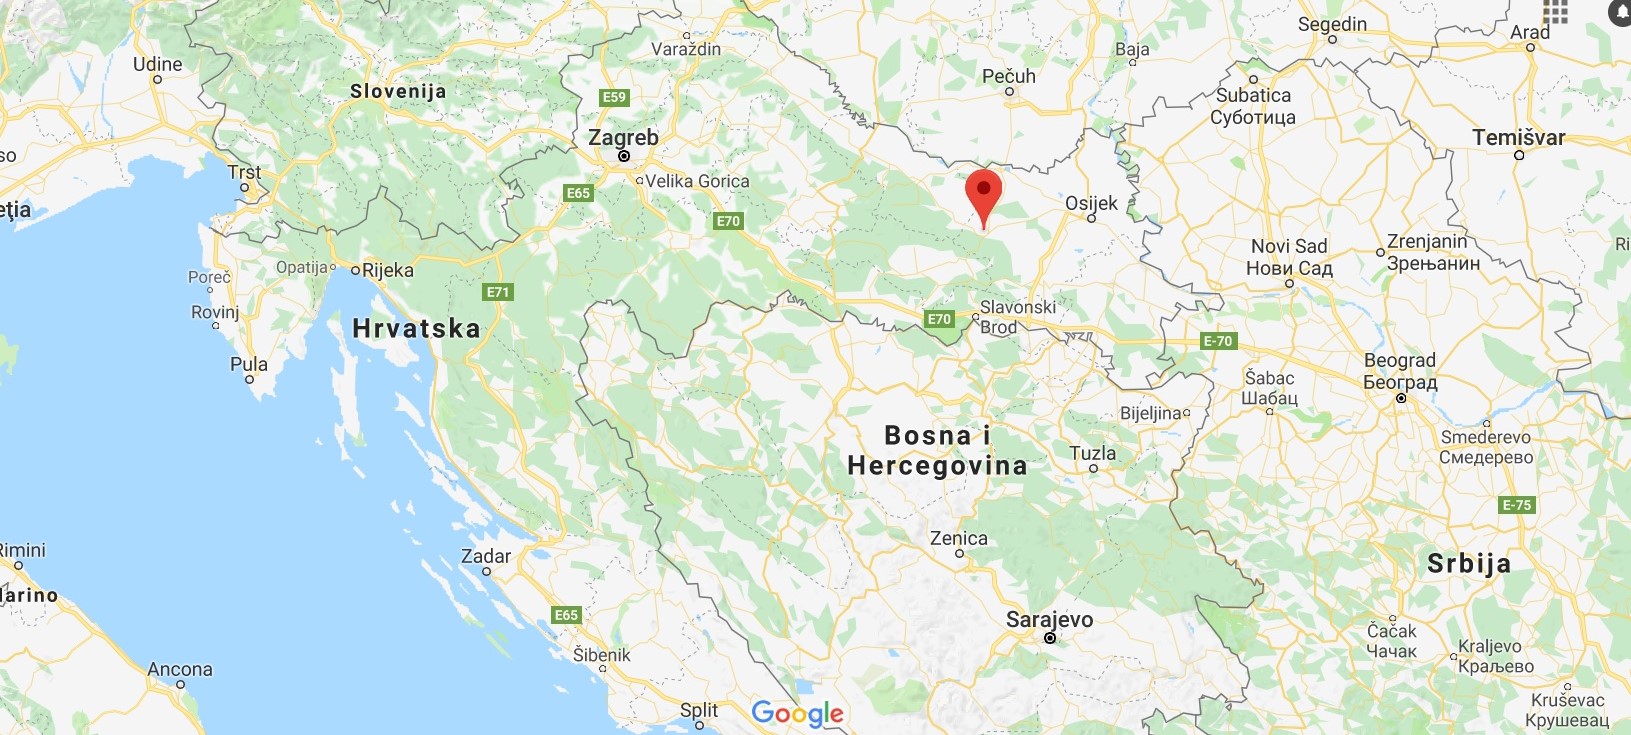 Segedin
Arad
Varaždin
Baja
Udine
Pečuh
Slovenija
Subatica
Суботица
E59
Zagreb
Temišvar
so
Trst
Velika Gorica
E65
Osijek
eția
E70
Novi Sad
Нови Сад
Zrenjanin
Зрењанин
Ri
Poreč
Opatija
Rijeka
E71
Rovinj
Slavonski
Brod
E70
Hrvatska
E-70
Pula
Beograd
Београд
Šabac
Шабац
Bijeljina
Bosna i
Hercegovina
Tuzla
Smederevo
Смедерево
E-75
Zenica
Rimini
Zadar
Srbija
larino
E65
Sarajevo
Čačak
Чачак
Kraljevo
Краљево
Šibenik
Ancona
Kruševac
Крушевац
Split
Google